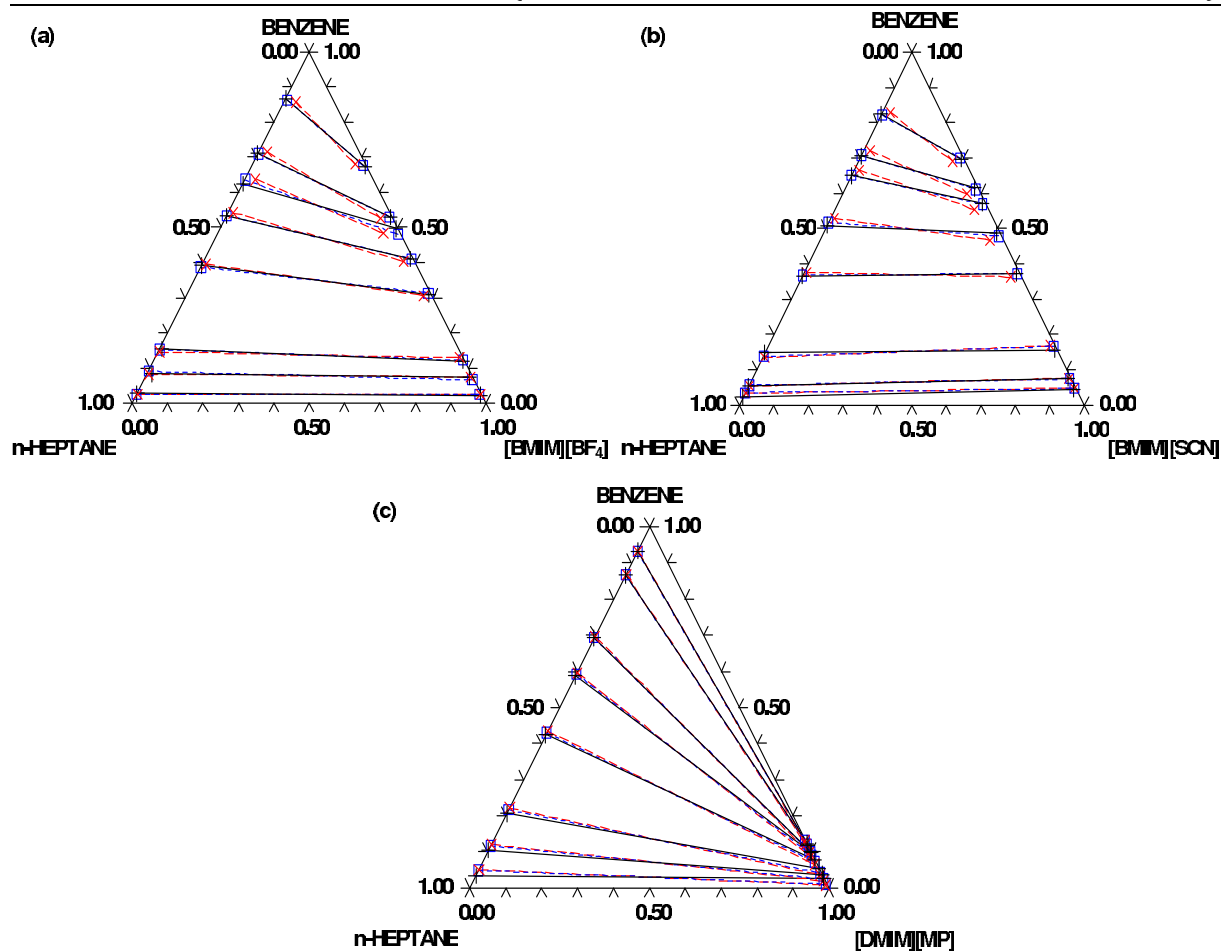 (a)
BENZENE
0.00 1.00
0.50 0.50
1.00 0.00
0.00 0.50 1.00
n-HEPTANE [BMIM][BF4]
(b)
BENZENE
0.00 1.00
0.50 0.50
1.00 0.00
0.00 0.50 1.00
n-HEPTANE [BMIM][SCN]
(c)
BENZENE
0.00 1.00
0.50 0.50
1.00 0.00
0.00 0.50 1.00
n-HEPTANE [DMIM][MP]